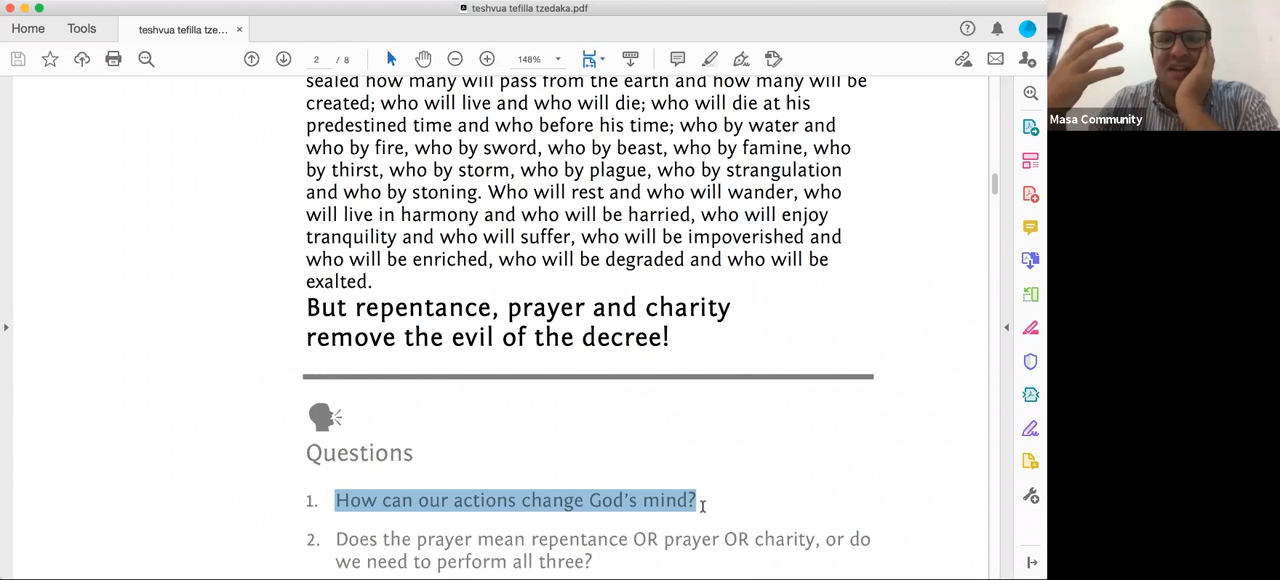 teshvua tefilla tzedaka.pdf
Home
Tools
teshvua tefilla tze...
2 / 8
148%
Masa Community
sealed how many will pass from the earth and how many will be
created; who will live and who will die; who will die at his
predestined time and who before his time; who by water and
who by fire, who by sword, who by beast, who by famine, who
by thirst, who by storm, who by plague, who by strangulation
and who by stoning. Who will rest and who will wander, who
will live in harmony and who will be harried, who will enjoy
tranquility and who will suffer, who will be impoverished and
who will be enriched, who will be degraded and who will be
exalted.
But repentance, prayer and charity
remove the evil of the decree!
Questions
1. How can our actions change God's mind?
2. Does the prayer mean repentance OR prayer OR charity, or do
we need to perform all three?